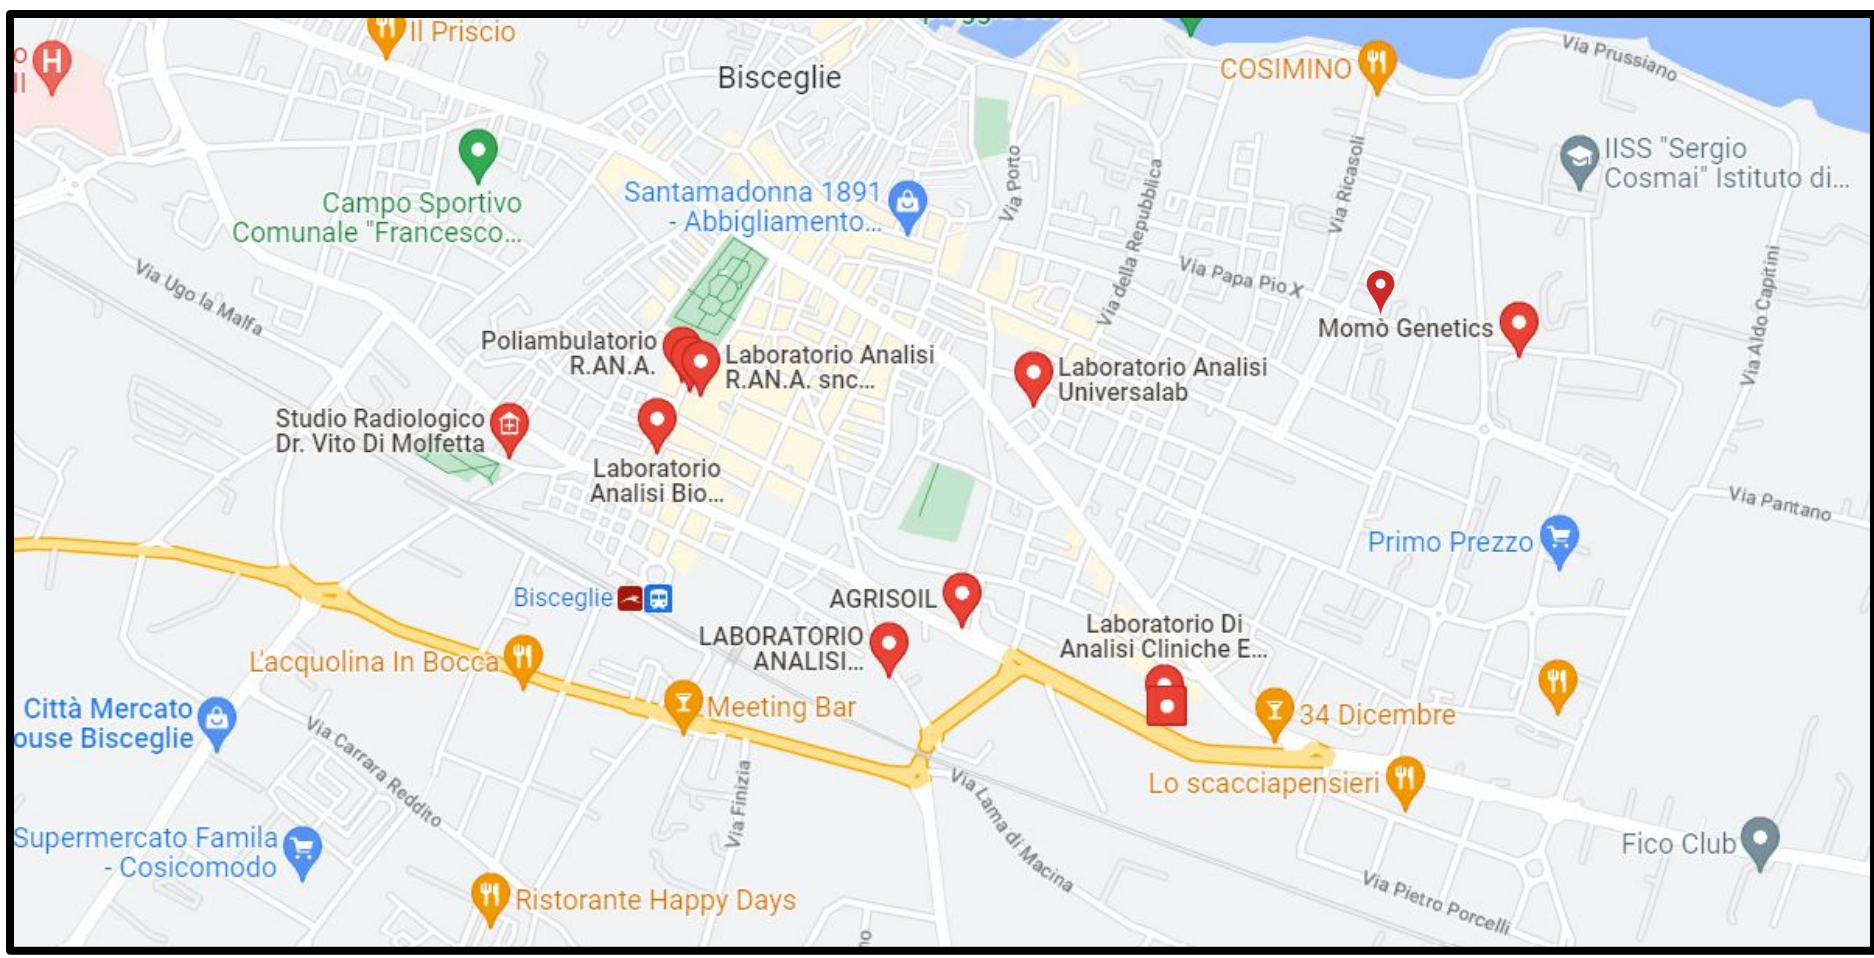 Il Priscio
H
Bisceglie
COSIMINO
Via Prussiano
IISS "Sergio
Cosmai" Istituto di...
Campo Sportivo
Comunale "Francesco...
Santamadonna 1891
- Abbigliamento...
Via Porto
Via della Repubblica
Via Ricasoli
Via Papa Pio X
Via Aldo Capitini
Via Ugo la Malfa
Momò Genetics
Poliambulatorio
R.AN.A.
Laboratorio Analisi
R.AN.A. snc...
Laboratorio Analisi
Universalab
Studio Radiologico
Dr. Vito Di Molfetta
Laboratorio
Analisi Bio...
Via Pantano
Primo Prezzo
Bisceglie
AGRISOIL
LABORATORIO
ANALISI...
Laboratorio Di
Analisi Cliniche E...
L'acquolina In Bocca
Meeting Bar
34 Dicembre
Città Mercato
ouse Bisceglie
Via Carrara Reddito
Via Finizia
Via Lama di Macina
Lo scacciapensieri
Supermercato Famila
- Cosicomodo
Fico Club
Via Pietro Porcelli
Ristorante Happy Days